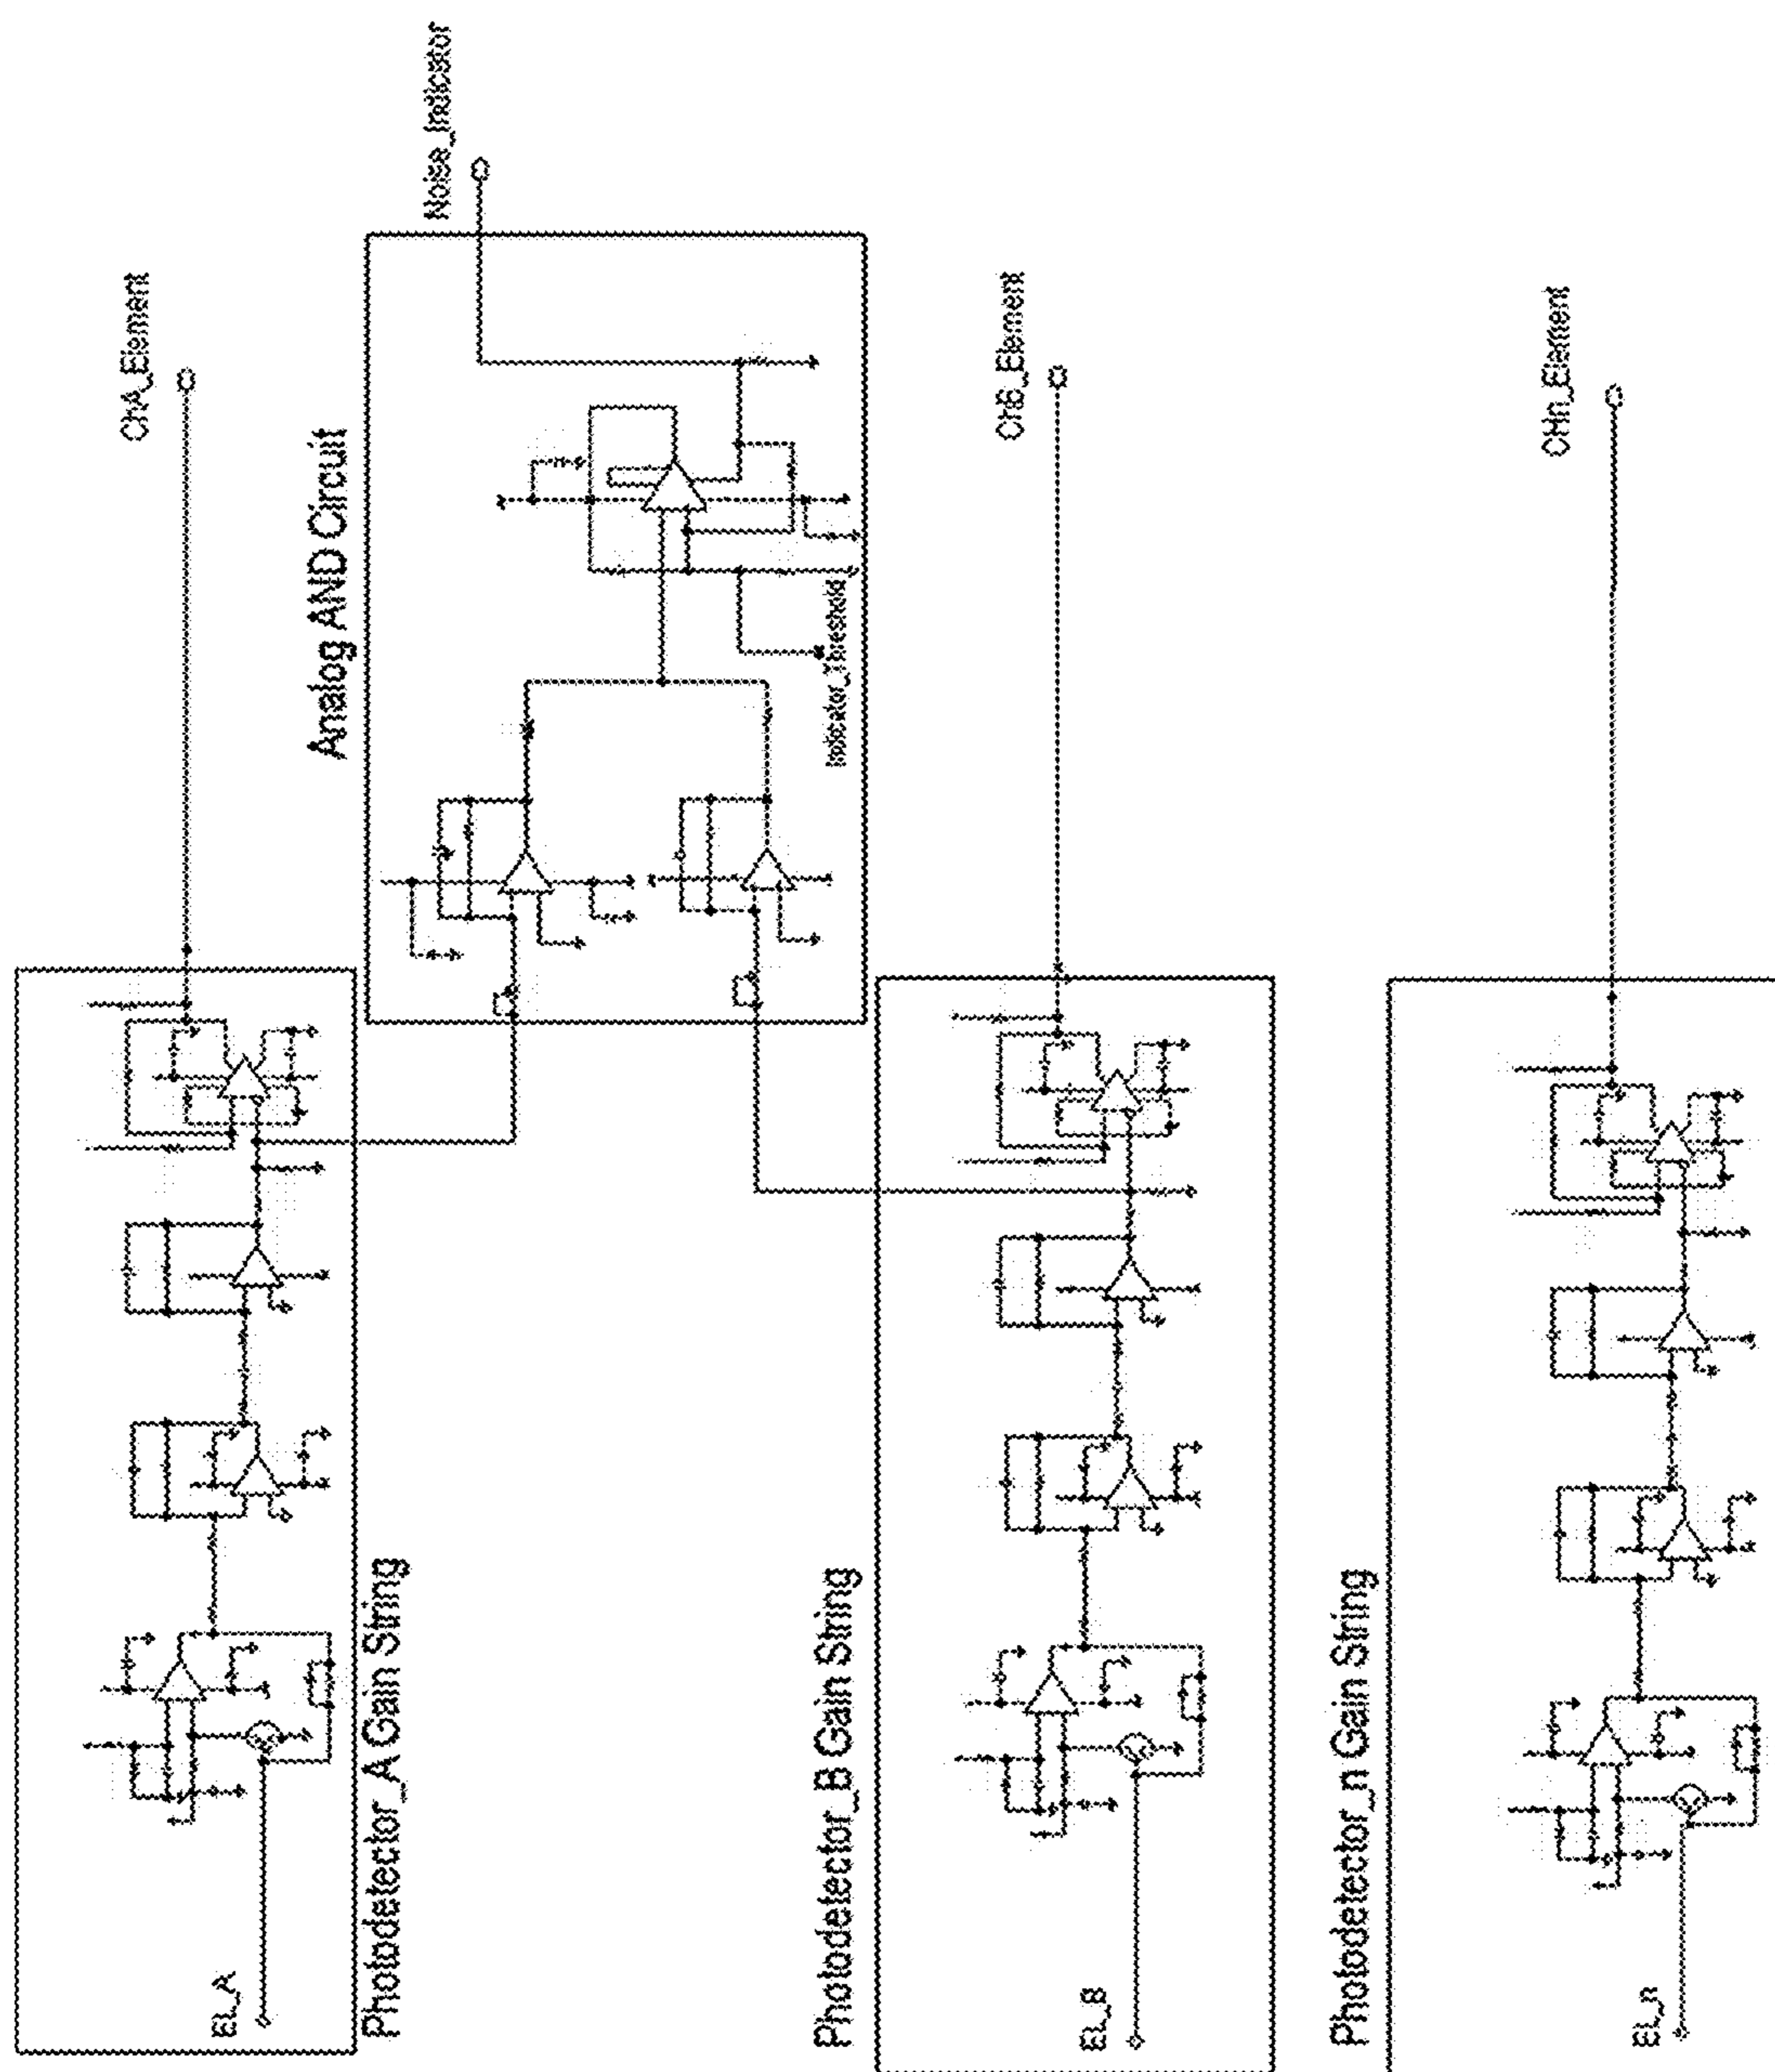 Noise_Indicator
ChA_Element
Analog AND Circuit
Indicator_Threshold
ChB_Element
CHn_Element
Photodetector_A Gain String
EL_A
Photodetector_B Gain String
EL_B
Photodetector_n Gain String
EL_n